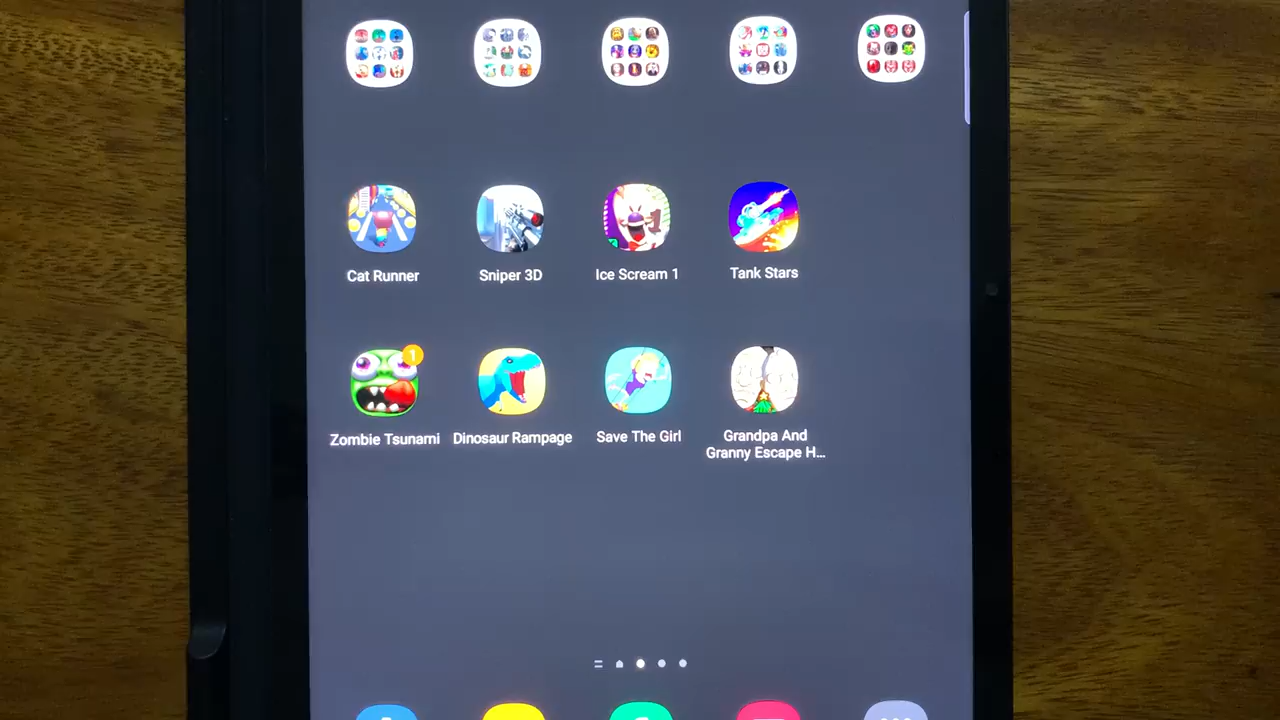 Cat Runner
Sniper 3D
Ice Scream 1
Tank Stars
1
Zombie Tsunami
Dinosaur Rampage
Save The Girl
Grandpa And
Granny Escape H...